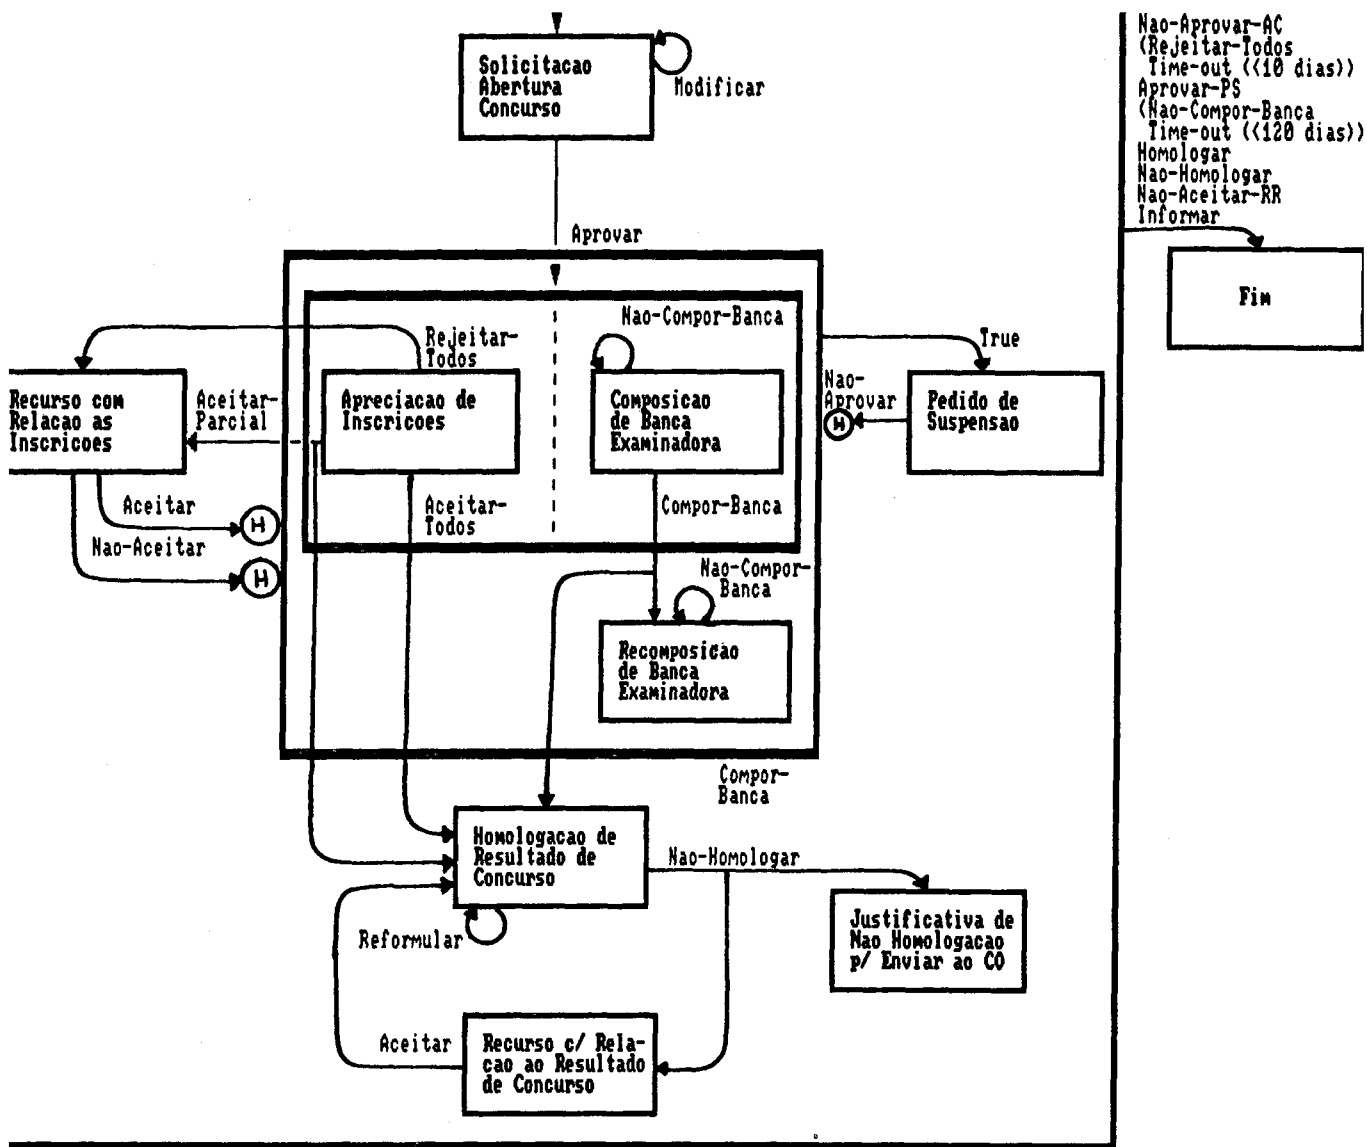 Solicitacao
Abertura
Concurso
Modificar
Nao-Aprovar-AC
(Rejeitar-Todos
Time-out (<10 dias))
Aprovar-PS
(Nao-Compor-Banca
Time-out (<120 dias))
Homologar
Nao-Homologar
Nao-Aceitar-RR
Informar
Aprovar
Fim
Nao-Compor-Banca
Rejeitar-
Todos
True
Recurso com
Relacao as
Inscricoes
Aceitar-
Parcial
Apreciacao de
Inscricoes
Composicao
de Banca
Examinadora
Nao-
Aprovar
H
Pedido de
Suspensao
Aceitar
H
Nao-Aceitar
H
Aceitar-
Todos
Compor-Banca
Nao-Compor-
Banca
Recomposicao
de Banca
Examinadora
Compor-
Banca
Homologacao de
Resultado de
Concurso
Nao-Homologar
Reformular
Justificativa de
Nao Homologacao
p/ Enviar ao CO
Aceitar
Recurso c/ Rela-
cao ao Resultado
de Concurso